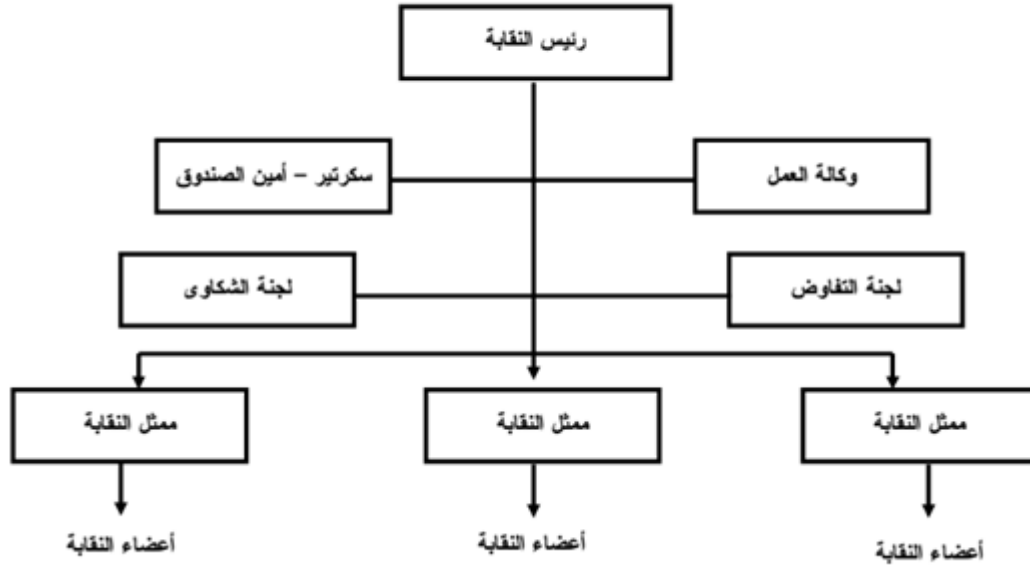 رئيس النقابة
وكالة العمل
سكرتير – أمين الصندوق
لجنة التفاوض
لجنة الشكاوى
ممثل النقابة
ممثل النقابة
ممثل النقابة
أعضاء النقابة
أعضاء النقابة
أعضاء النقابة